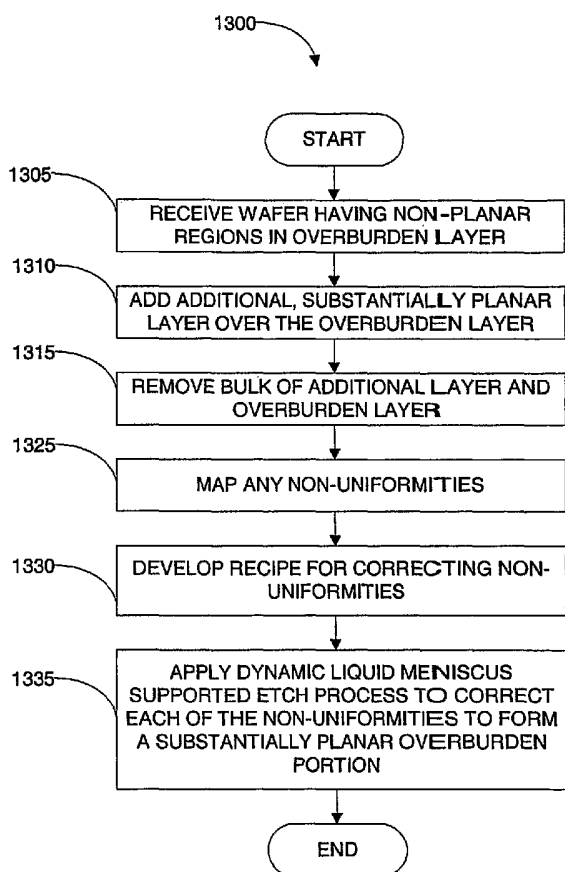 1300
START
1305
RECEIVE WAFER HAVING NON-PLANAR
REGIONS IN OVERBURDEN LAYER
1310
ADD ADDITIONAL, SUBSTANTIALLY PLANAR
LAYER OVER THE OVERBURDEN LAYER
1315
REMOVE BULK OF ADDITIONAL LAYER AND
OVERBURDEN LAYER
1325
MAP ANY NON-UNIFORMITIES
1330
DEVELOP RECIPE FOR CORRECTING NON-
UNIFORMITIES
1335
APPLY DYNAMIC LIQUID MENISCUS
SUPPORTED ETCH PROCESS TO CORRECT
EACH OF THE NON-UNIFORMITIES TO FORM
A SUBSTANTIALLY PLANAR OVERBURDEN
PORTION
END